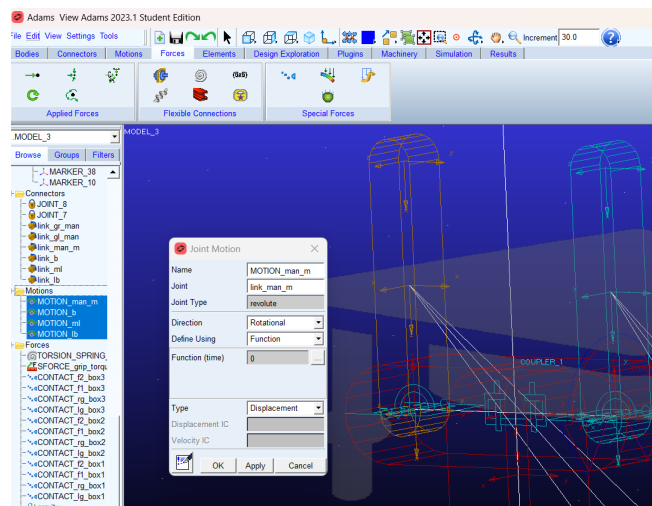 Adams View Adams 2023.1 Student Edition
File Edit View Settings Tools
Increment 30.0
Bodies Connectors Motions Forces Elements Design Exploration Plugins Machinery Simulation Results
Applied Forces Flexible Connections Special Forces
.MODEL_3
MODEL_3
Browse Groups Filters
MARKER_38
MARKER_10
Connectors
JOINT_8
JOINT_7
link_gr_man
link_gl_man
link_man_m
link_b
link_ml
link_lb
Motions
MOTION_man_m
MOTION_b
MOTION_ml
MOTION_lb
Forces
TORSION_SPRING_
SFORCE_grip_torqu
CONTACT_f2_box3
CONTACT_f1_box3
CONTACT_rg_box3
CONTACT_lg_box3
CONTACT_f2_box2
CONTACT_f1_box2
CONTACT_rg_box2
CONTACT_lg_box2
CONTACT_f2_box1
CONTACT_f1_box1
CONTACT_rg_box1
CONTACT_lg_box1
Joint Motion
Name MOTION_man_m
Joint link_man_m
Joint Type revolute
Direction Rotational
Define Using Function
Function (time) 0 ...
Type Displacement
Displacement IC
Velocity IC
OK Apply Cancel
COUPLER_1